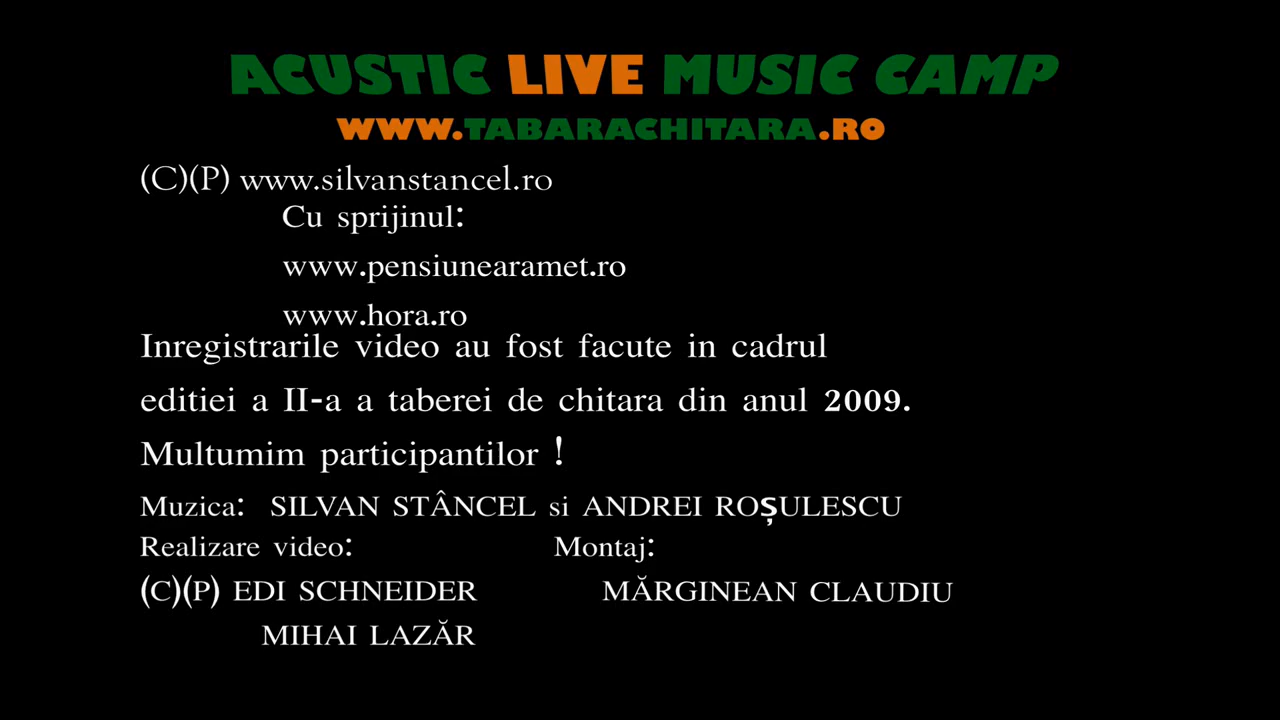 ACUSTIC LIVE MUSIC CAMP
WWW.TABARACHITARA.RO
(C)(P) www.silvanstancel.ro
Cu sprijinul:
www.pensiunearamet.ro
www.hora.ro
Inregistrarile video au fost facute in cadrul
editiei a II-a a taberei de chitara din anul 2009.
Multumim participantilor !
Muzica: SILVAN STÂNCEL si ANDREI ROșULESCU
Realizare video: Montaj:
(C)(P) EDI SCHNEIDER MĂRGINEAN CLAUDIU
MIHAI LAZĂR